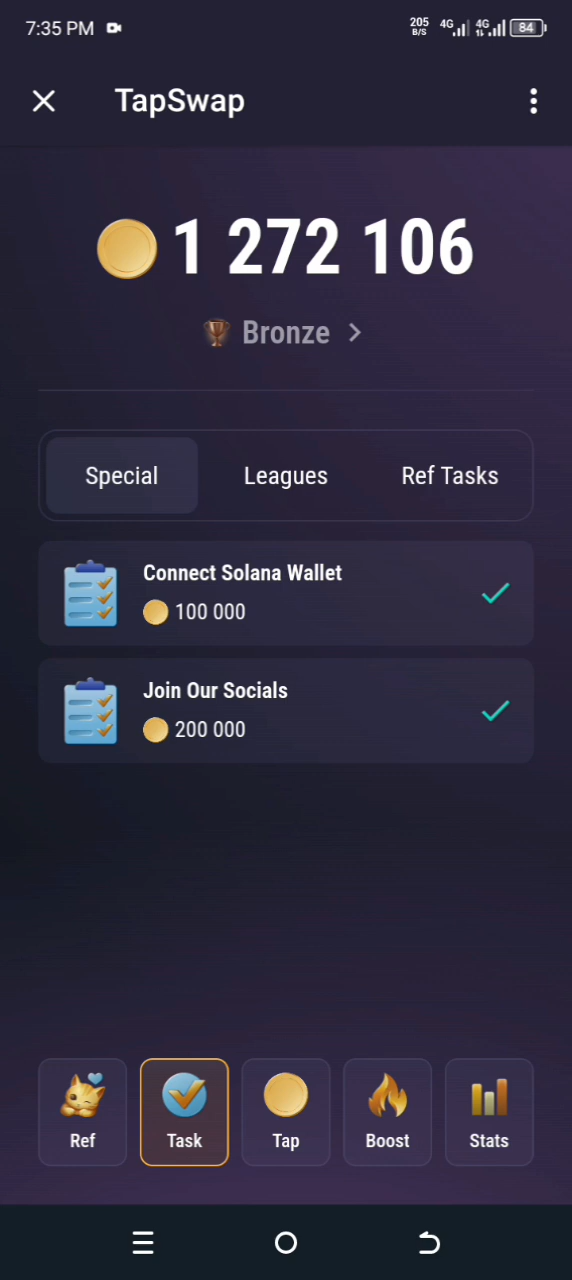 7:35 PM
205 B/S 4G 4G 84
TapSwap
1 272 106
Bronze
Special Leagues Ref Tasks
Connect Solana Wallet
100 000
Join Our Socials
200 000
Ref Task Tap Boost Stats